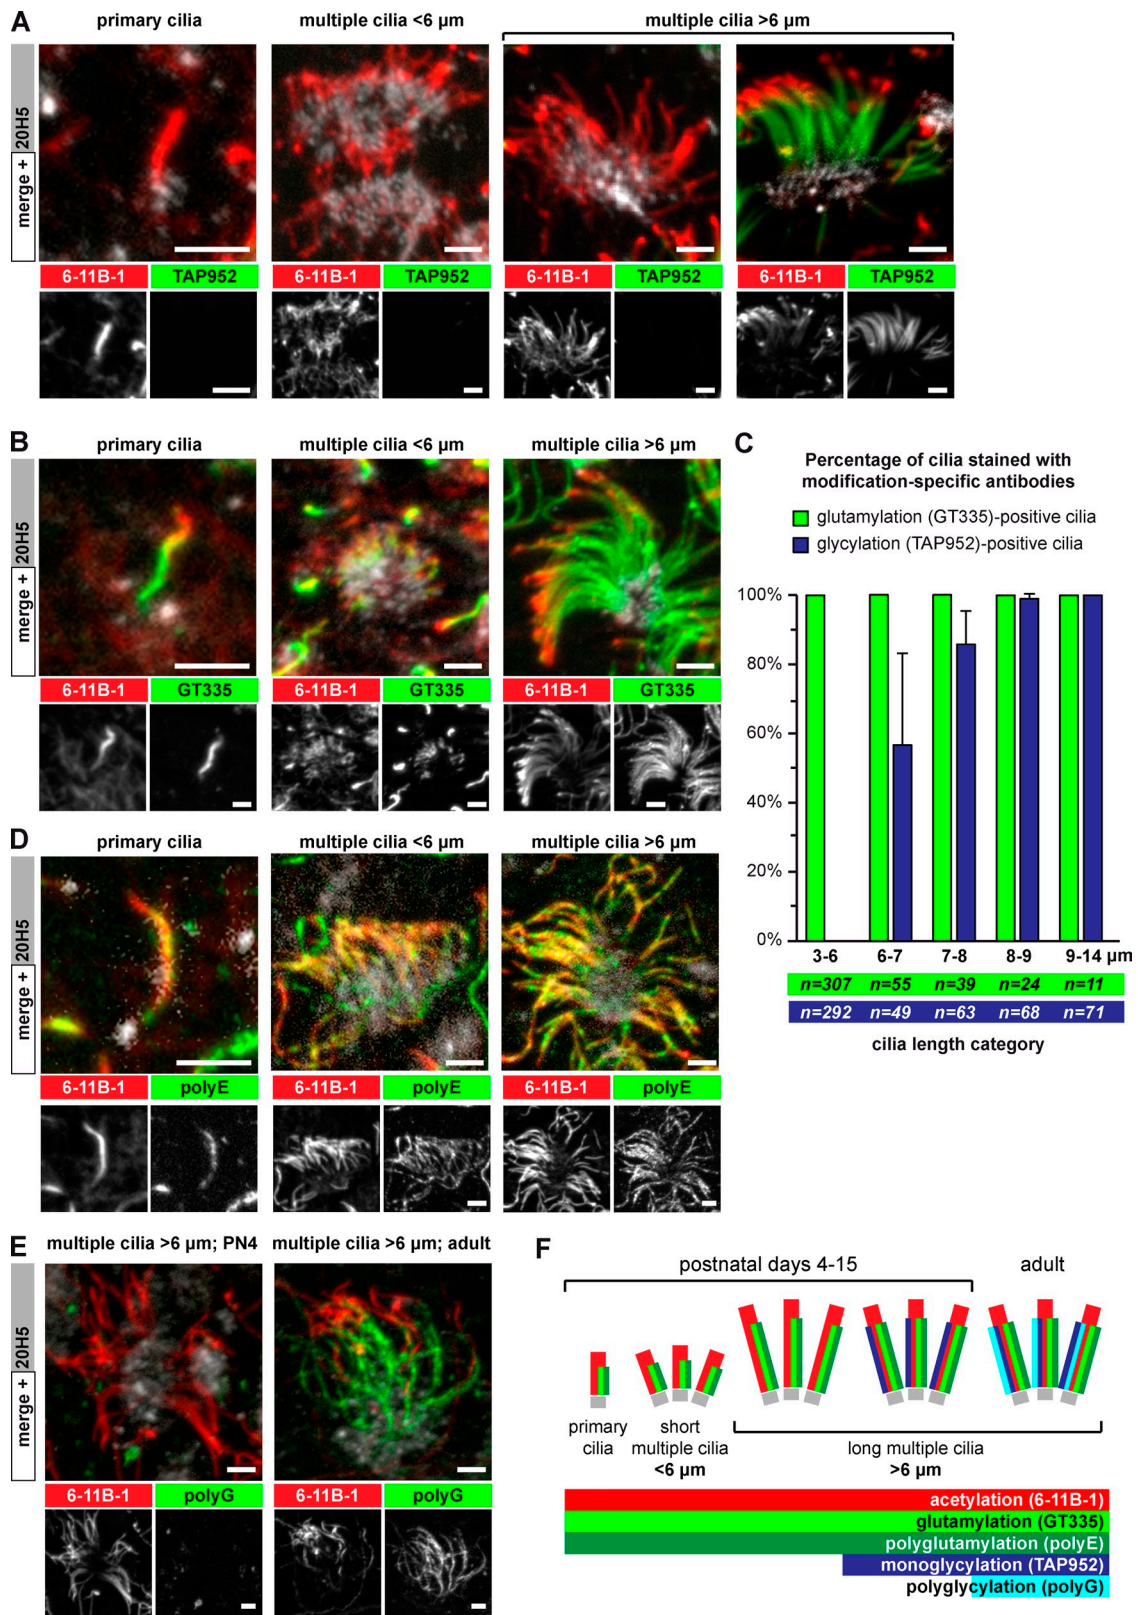 A
primary cilia
multiple cilia <6 µm
multiple cilia >6 µm
merge + 20H5
6-11B-1 TAP952 6-11B-1 TAP952 6-11B-1 TAP952 6-11B-1 TAP952
B
primary cilia
multiple cilia <6 µm
multiple cilia >6 µm
merge + 20H5
6-11B-1 GT335 6-11B-1 GT335 6-11B-1 GT335
C
Percentage of cilia stained with
modification-specific antibodies
glutamylation (GT335)-positive cilia
glycylation (TAP952)-positive cilia
100%
80%
60%
40%
20%
0%
3-6 6-7 7-8 8-9 9-14 µm
n=307 n=55 n=39 n=24 n=11
n=292 n=49 n=63 n=68 n=71
cilia length category
D
primary cilia
multiple cilia <6 µm
multiple cilia >6 µm
merge + 20H5
6-11B-1 polyE 6-11B-1 polyE 6-11B-1 polyE
E
multiple cilia >6 µm; PN4
multiple cilia >6 µm; adult
merge + 20H5
6-11B-1 polyG 6-11B-1 polyG
F
postnatal days 4-15
adult
primary
cilia
short
multiple cilia
<6 µm
long multiple cilia
>6 µm
acetylation (6-11B-1)
glutamylation (GT335)
polyglutamylation (polyE)
monoglycylation (TAP952)
polyglycylation (polyG)